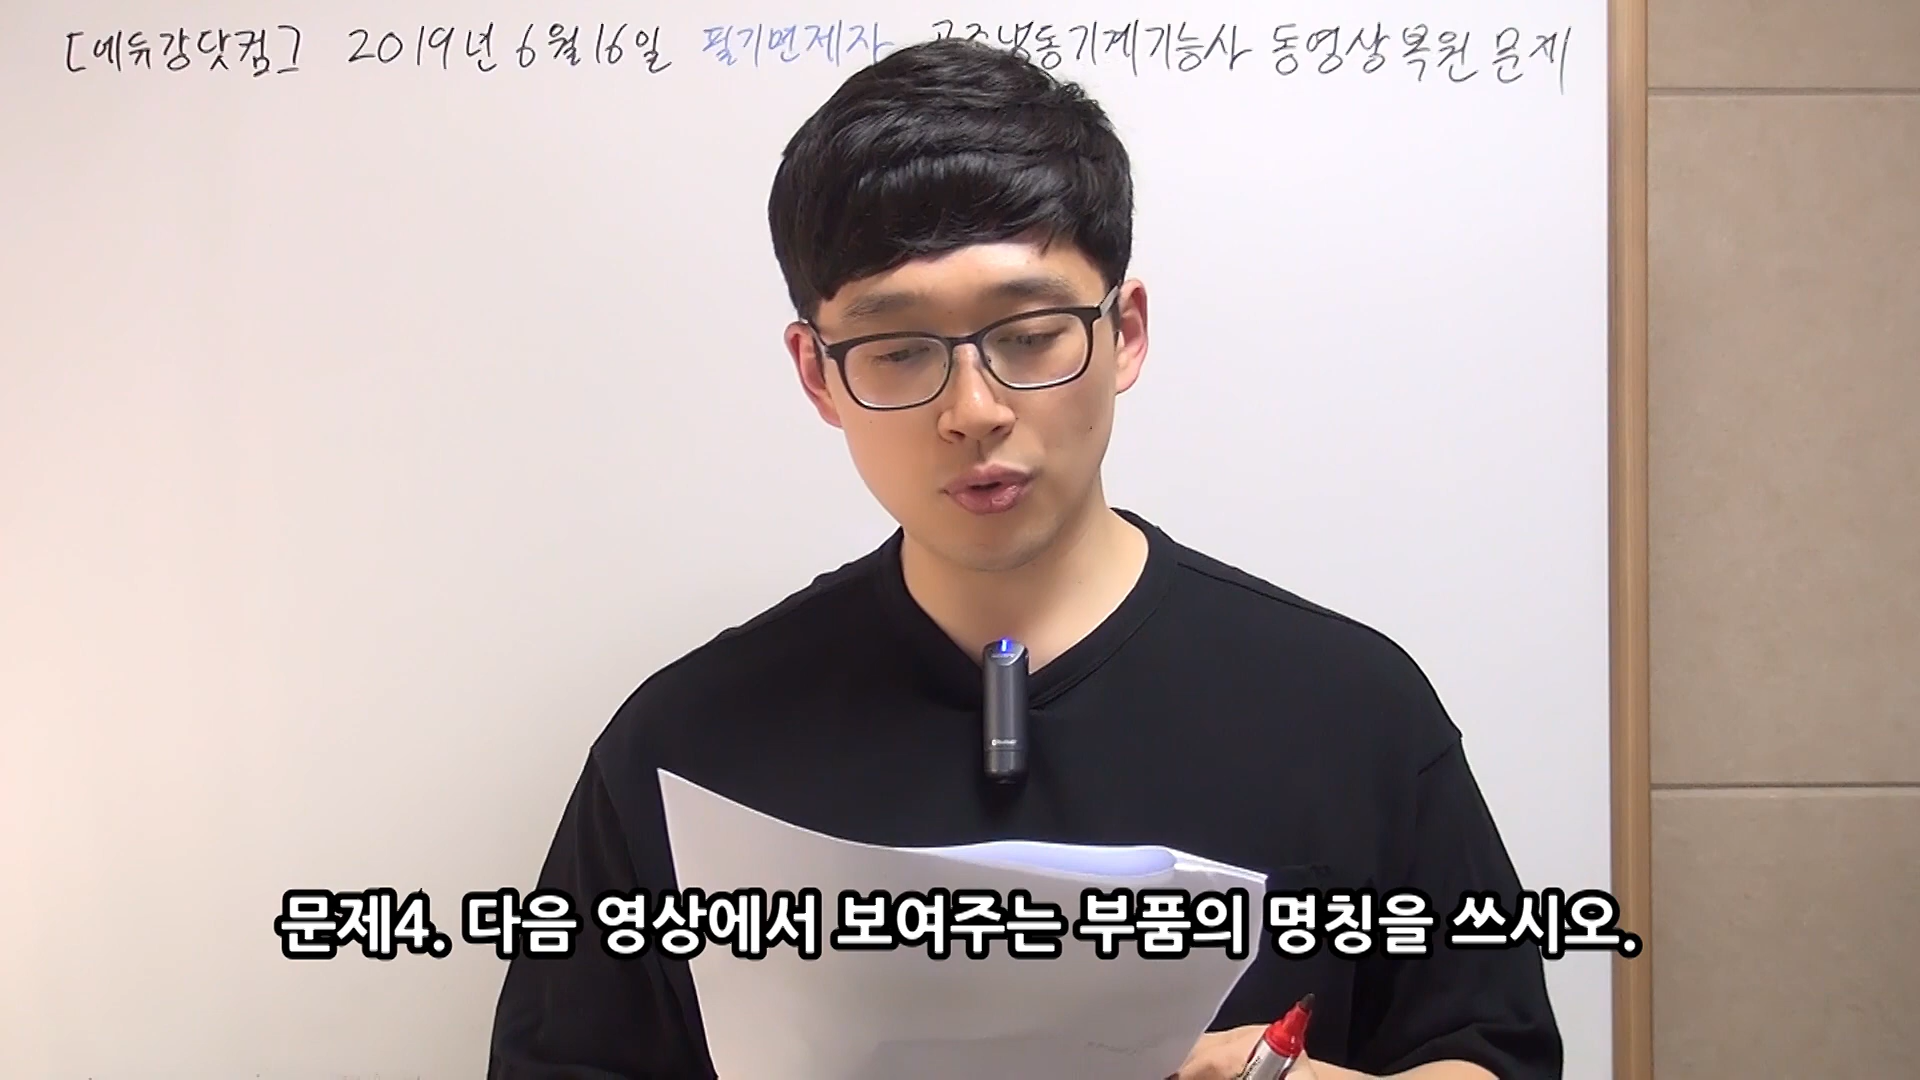 [에듀강닷컴] 2019년 6월 16일 필기면제자 공조냉동기계기능사 동영상 복원 문제
문제4. 다음 영상에서 보여주는 부품의 명칭을 쓰시오.